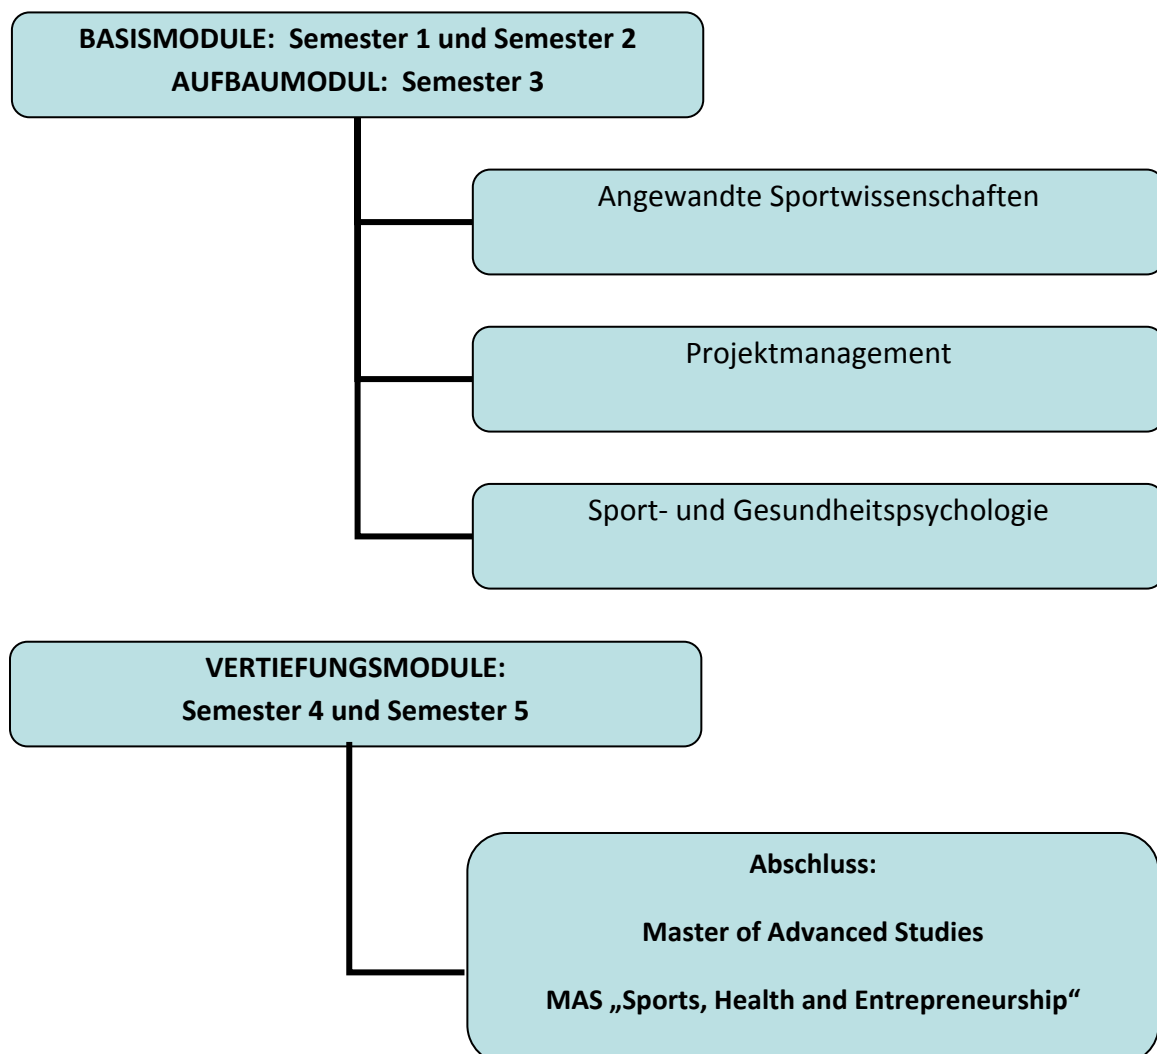 BASISMODULE: Semester 1 und Semester 2
AUFBAUMODUL: Semester 3
Angewandte Sportwissenschaften
Projektmanagement
Sport- und Gesundheitspsychologie
VERTIEFUNGSMODULE:
Semester 4 und Semester 5
Abschluss:
Master of Advanced Studies
MAS „Sports, Health and Entrepreneurship“